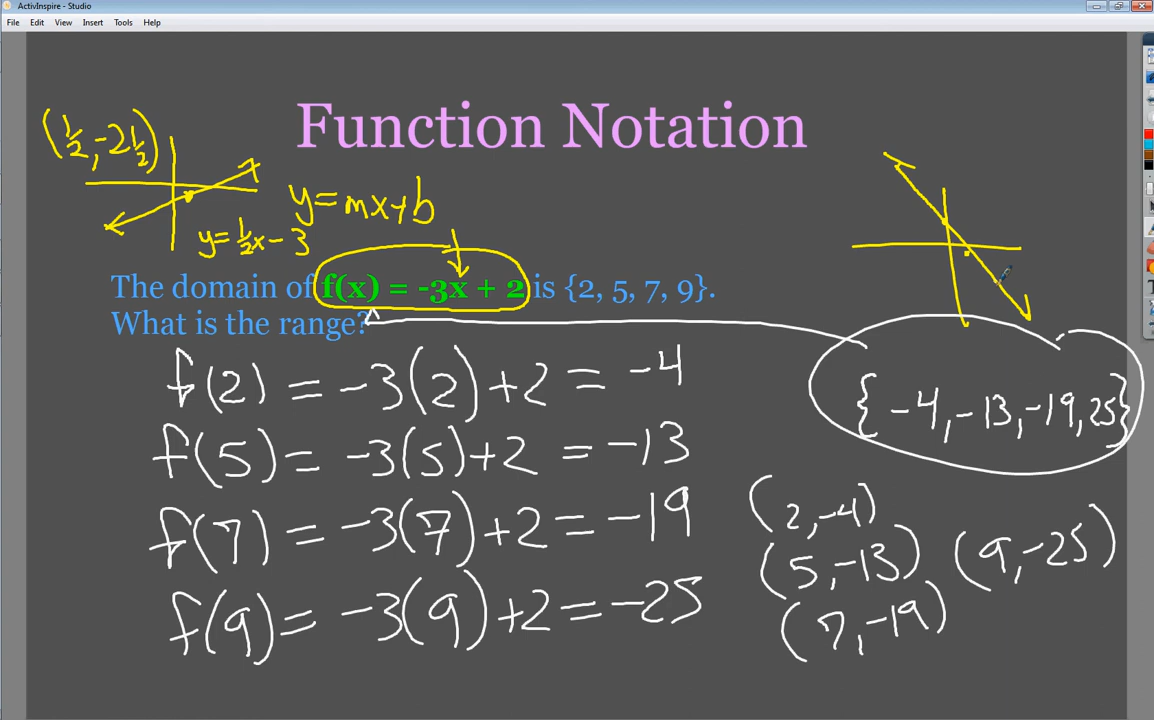 ActivInspire - Studio
File Edit View Insert Tools Help
Function Notation
(1/2, -2 1/2)
y = mx + b
y = 1/2 x - 3
The domain of f(x) = -3x + 2 is {2, 5, 7, 9}.
What is the range?
f(2) = -3(2) + 2 = -4
f(5) = -3(5) + 2 = -13
f(7) = -3(7) + 2 = -19
f(9) = -3(9) + 2 = -25
{-4, -13, -19, 25}
(2, -4)
(5, -13)
(9, -25)
(7, -19)